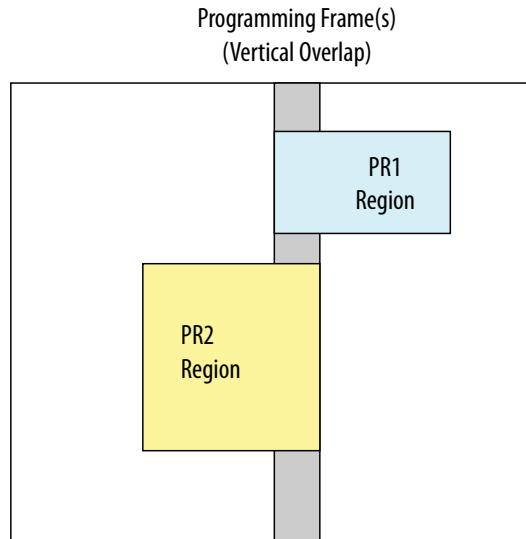 Programming Frame(s)
(Vertical Overlap)
PR1
Region
PR2
Region